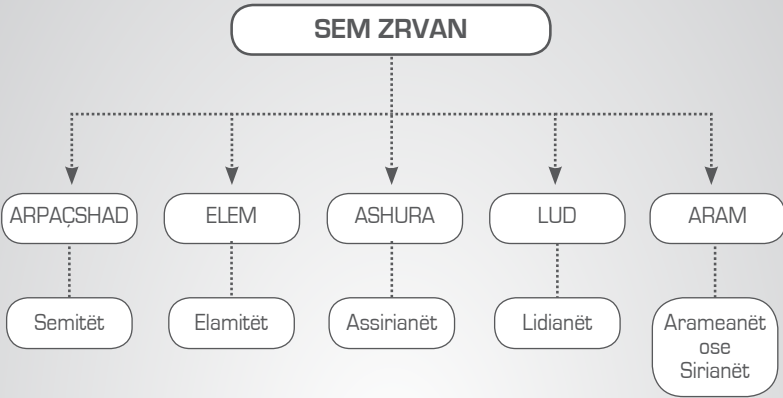 SEM ZRVAN
ARPAÇSHAD
ELEM
ASHURA
LUD
ARAM
Semitët
Elamitët
Assirianët
Lidianët
Arameanët
ose
Sirianët